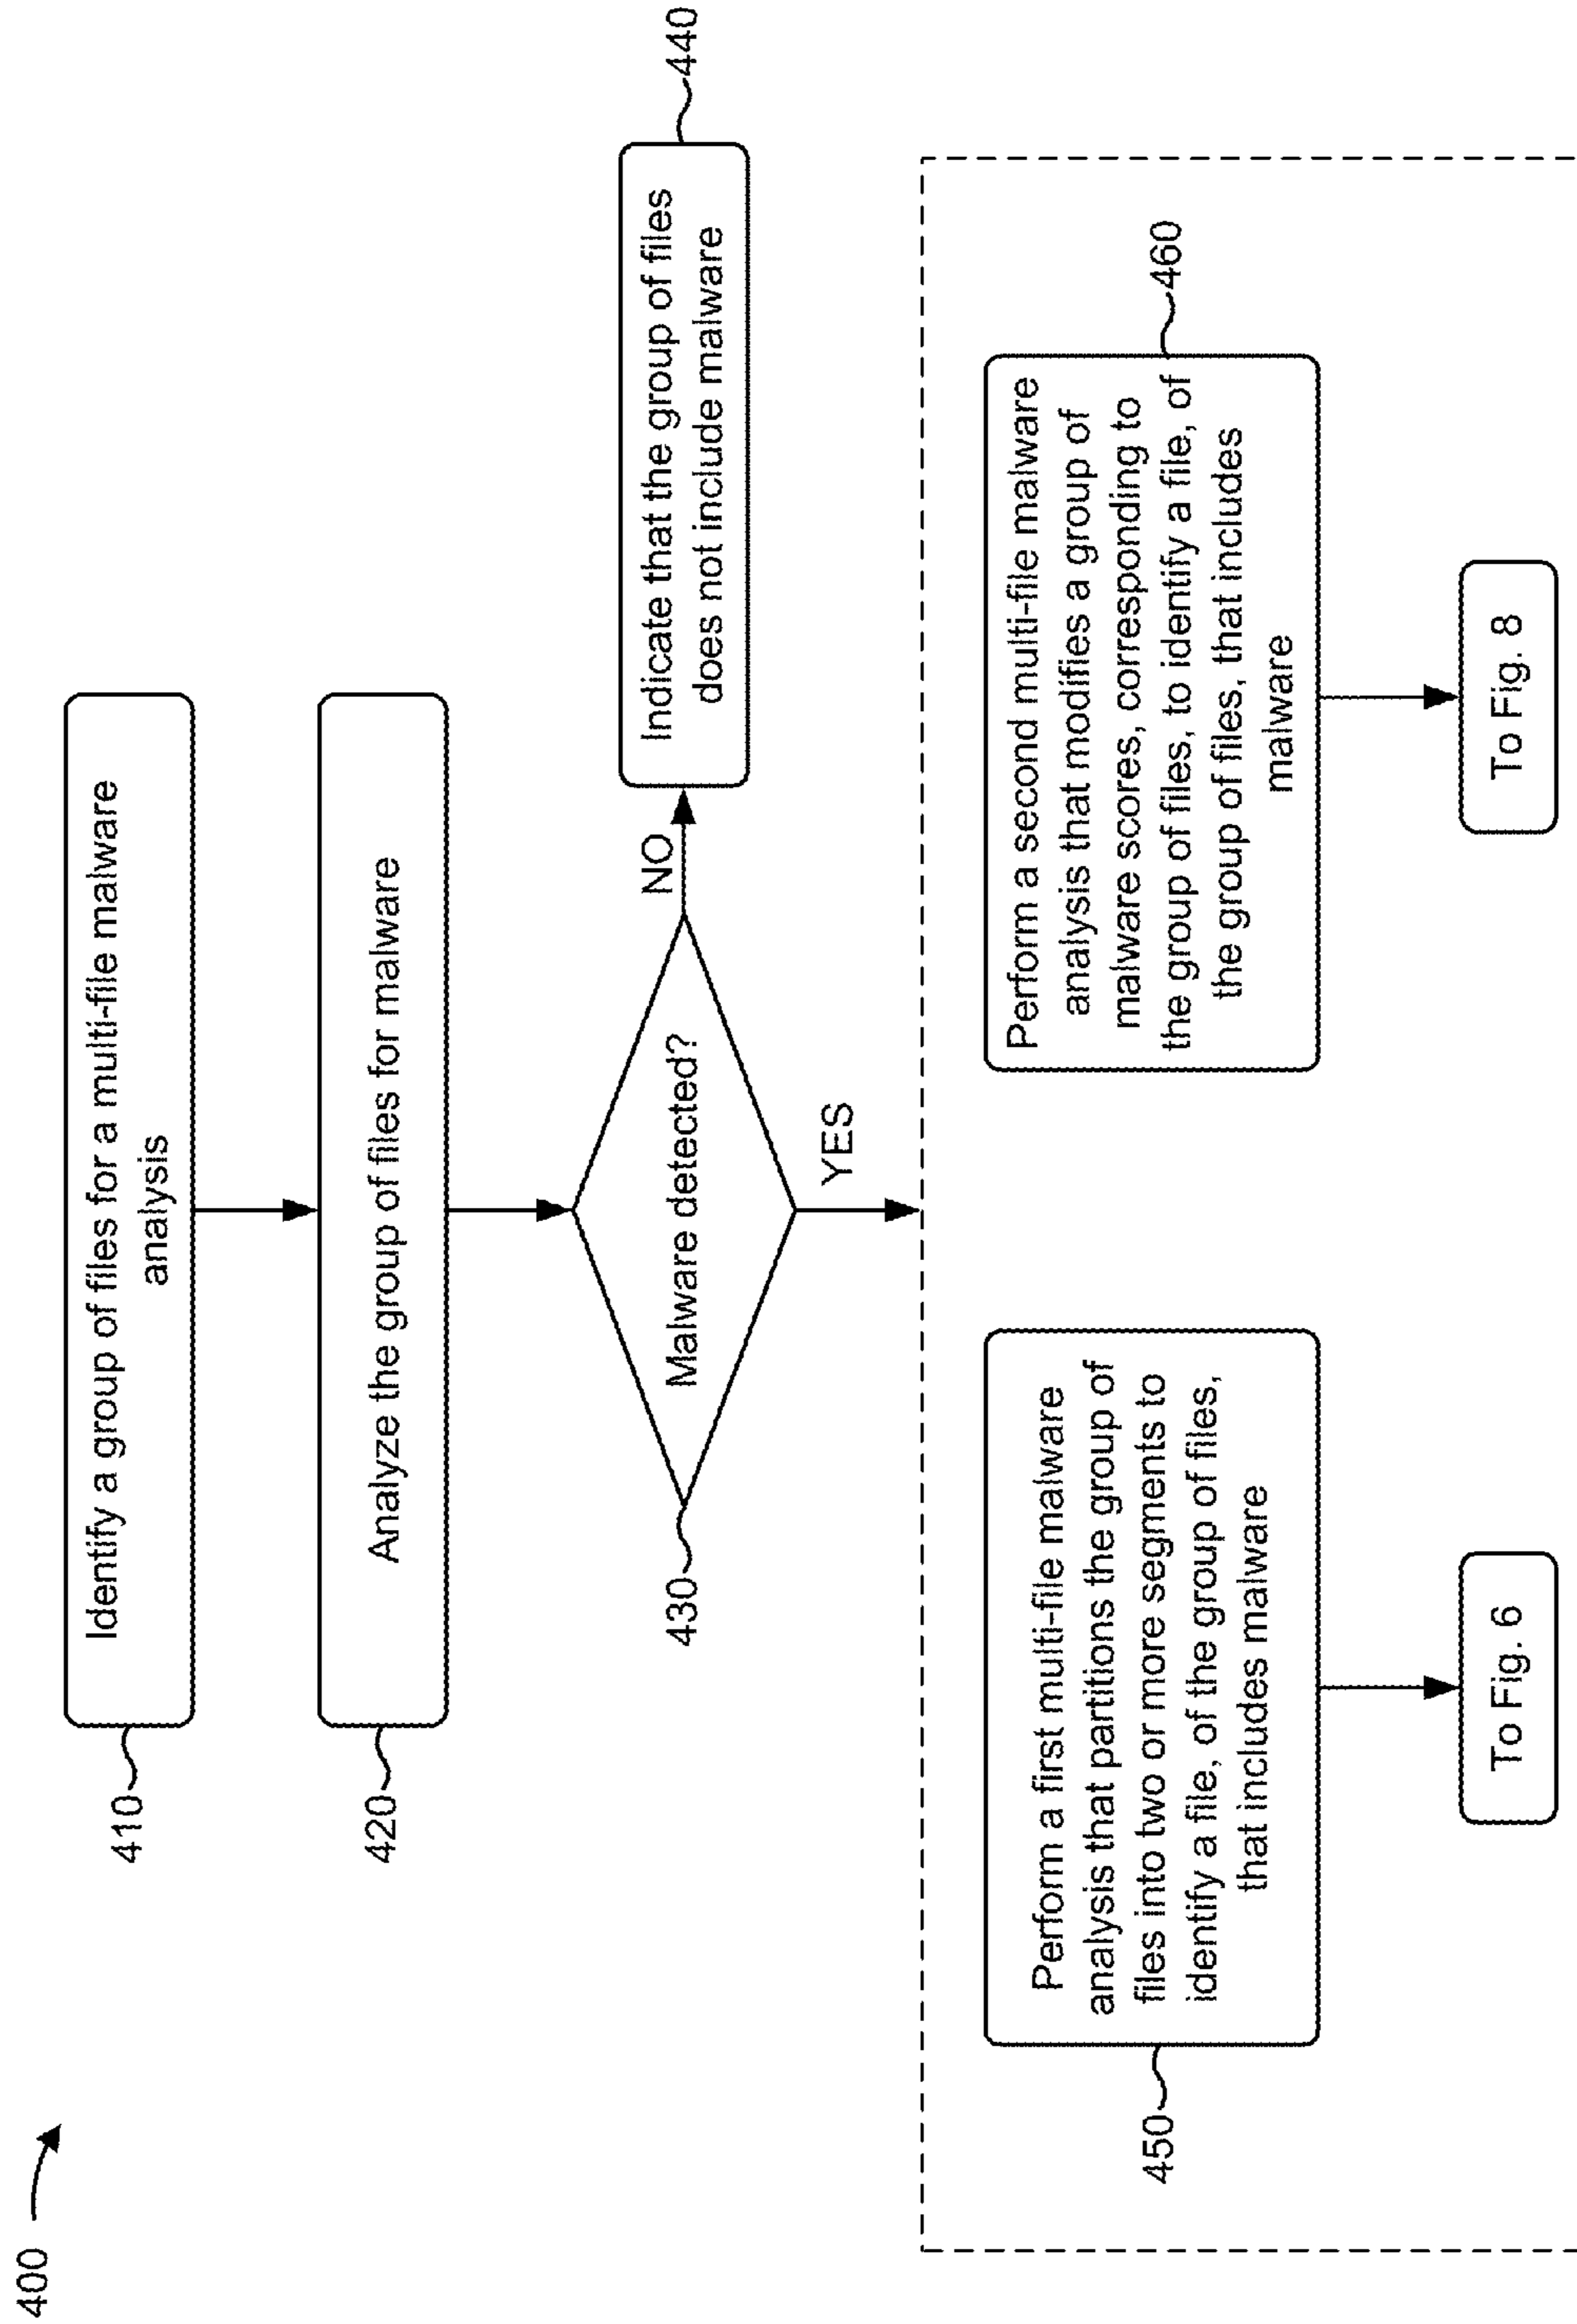 400
410
Identify a group of files for a multi-file malware
analysis
420
Analyze the group of files for malware
430
Malware detected?
NO
Indicate that the group of files
does not include malware
440
YES
450
Perform a first multi-file malware
analysis that partitions the group of
files into two or more segments to
identify a file, of the group of files,
that includes malware
To Fig. 6
Perform a second multi-file malware
analysis that modifies a group of
malware scores, corresponding to
the group of files, to identify a file, of
the group of files, that includes
malware
460
To Fig. 8